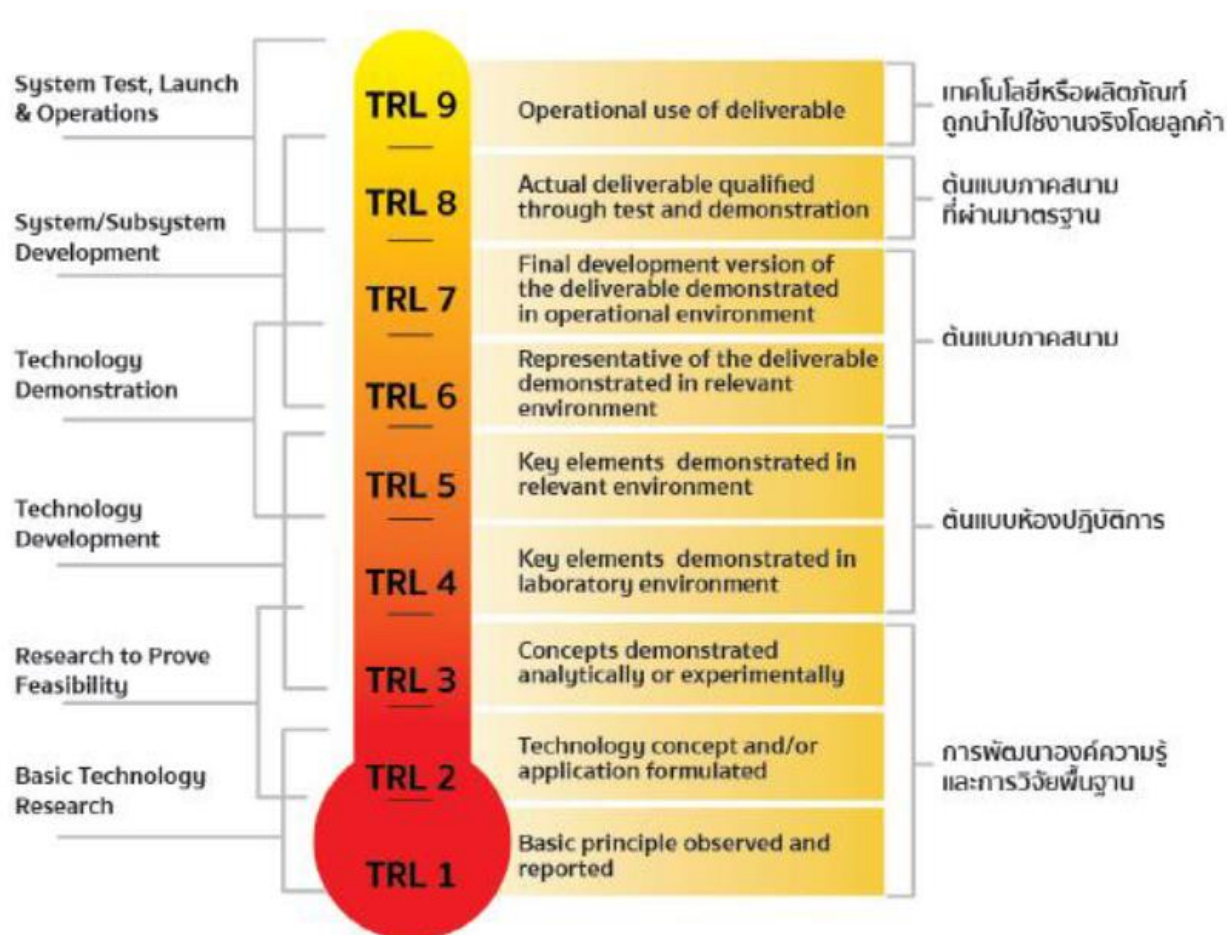 System Test, Launch
& Operations
System/Subsystem
Development
Technology
Demonstration
Technology
Development
Research to Prove
Feasibility
Basic Technology
Research
TRL 9
TRL 8
TRL 7
TRL 6
TRL 5
TRL 4
TRL 3
TRL 2
TRL 1
Operational use of deliverable
Actual deliverable qualified
through test and demonstration
Final development version of
the deliverable demonstrated
in operational environment
Representative of the deliverable
demonstrated in relevant
environment
Key elements demonstrated in
relevant environment
Key elements demonstrated in
laboratory environment
Concepts demonstrated
analytically or experimentally
Technology concept and/or
application formulated
Basic principle observed and
reported
เทคโนโลยีหรือผลิตภัณฑ์
ถูกนำไปใช้งานจริงโดยลูกค้า
ต้นแบบภาคสนาม
ที่ผ่านมาตรฐาน
ต้นแบบภาคสนาม
ต้นแบบห้องปฏิบัติการ
การพัฒนาองค์ความรู้
และการวิจัยพื้นฐาน